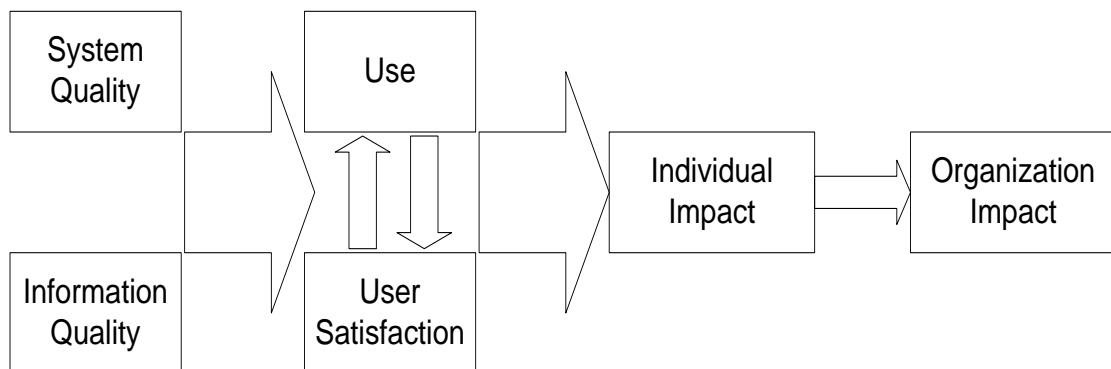 System
Quality
Use
Individual
Impact
Organization
Impact
Information
Quality
User
Satisfaction